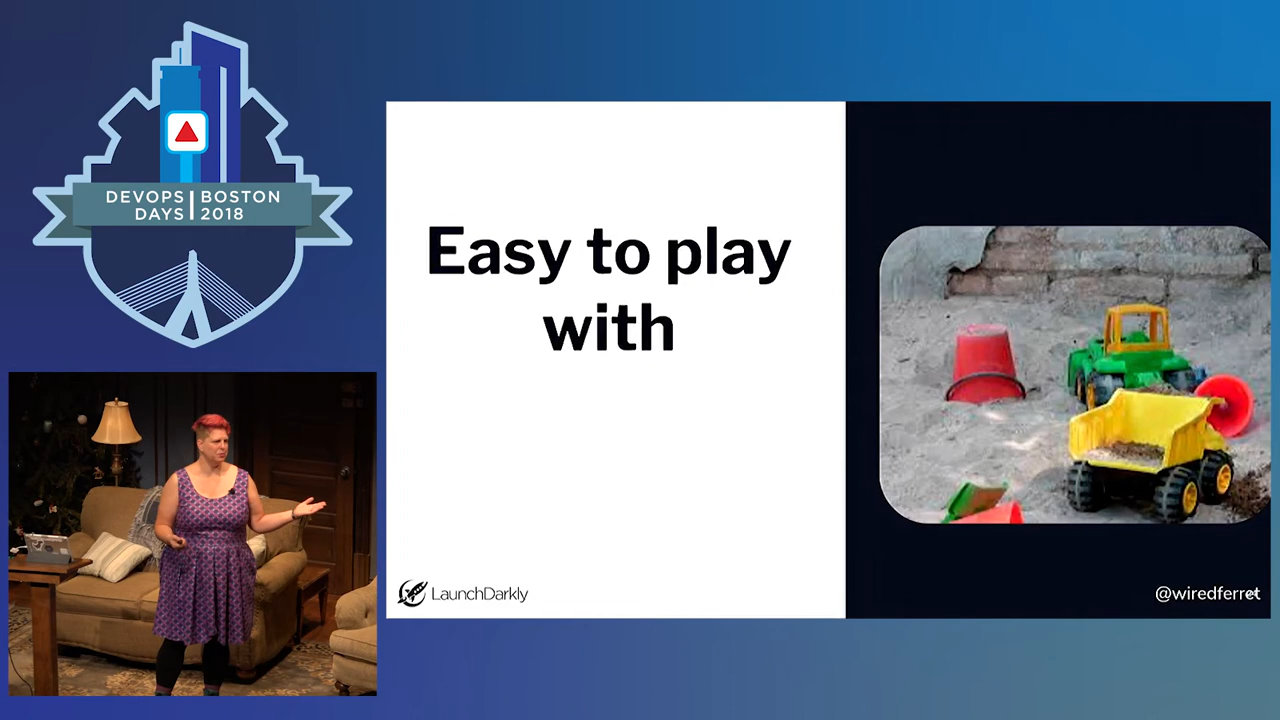 DEVOPS BOSTON
DAYS 2018
Easy to play
with
LaunchDarkly
@wiredferret